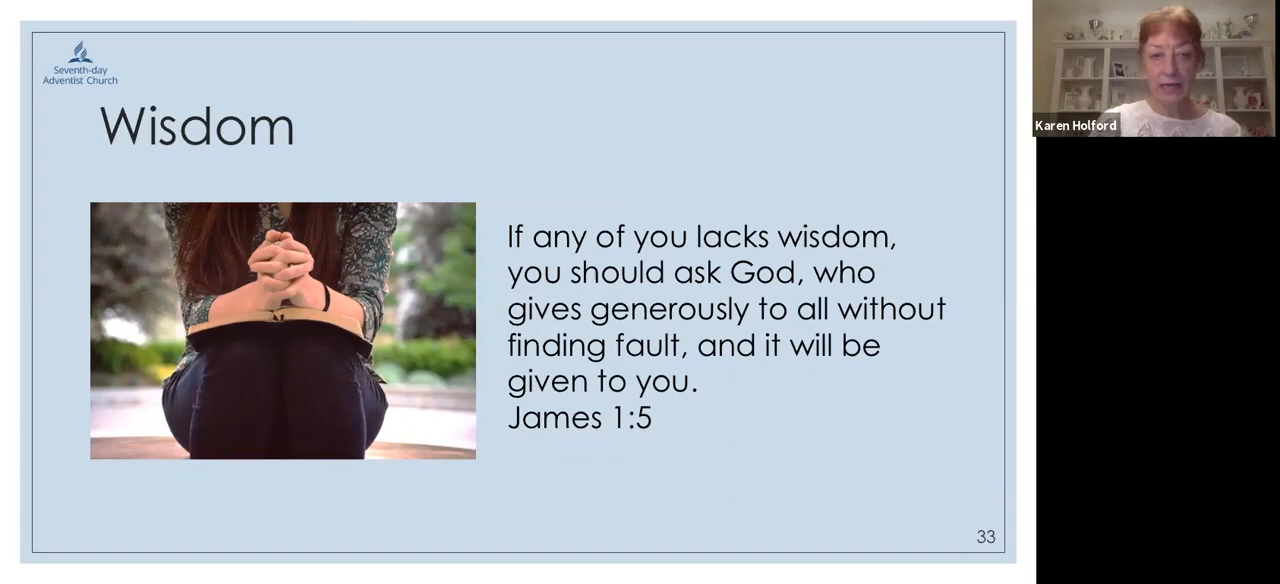 Seventh-day
Adventist Church
Wisdom
If any of you lacks wisdom,
you should ask God, who
gives generously to all without
finding fault, and it will be
given to you.
James 1:5
33
Karen Holford